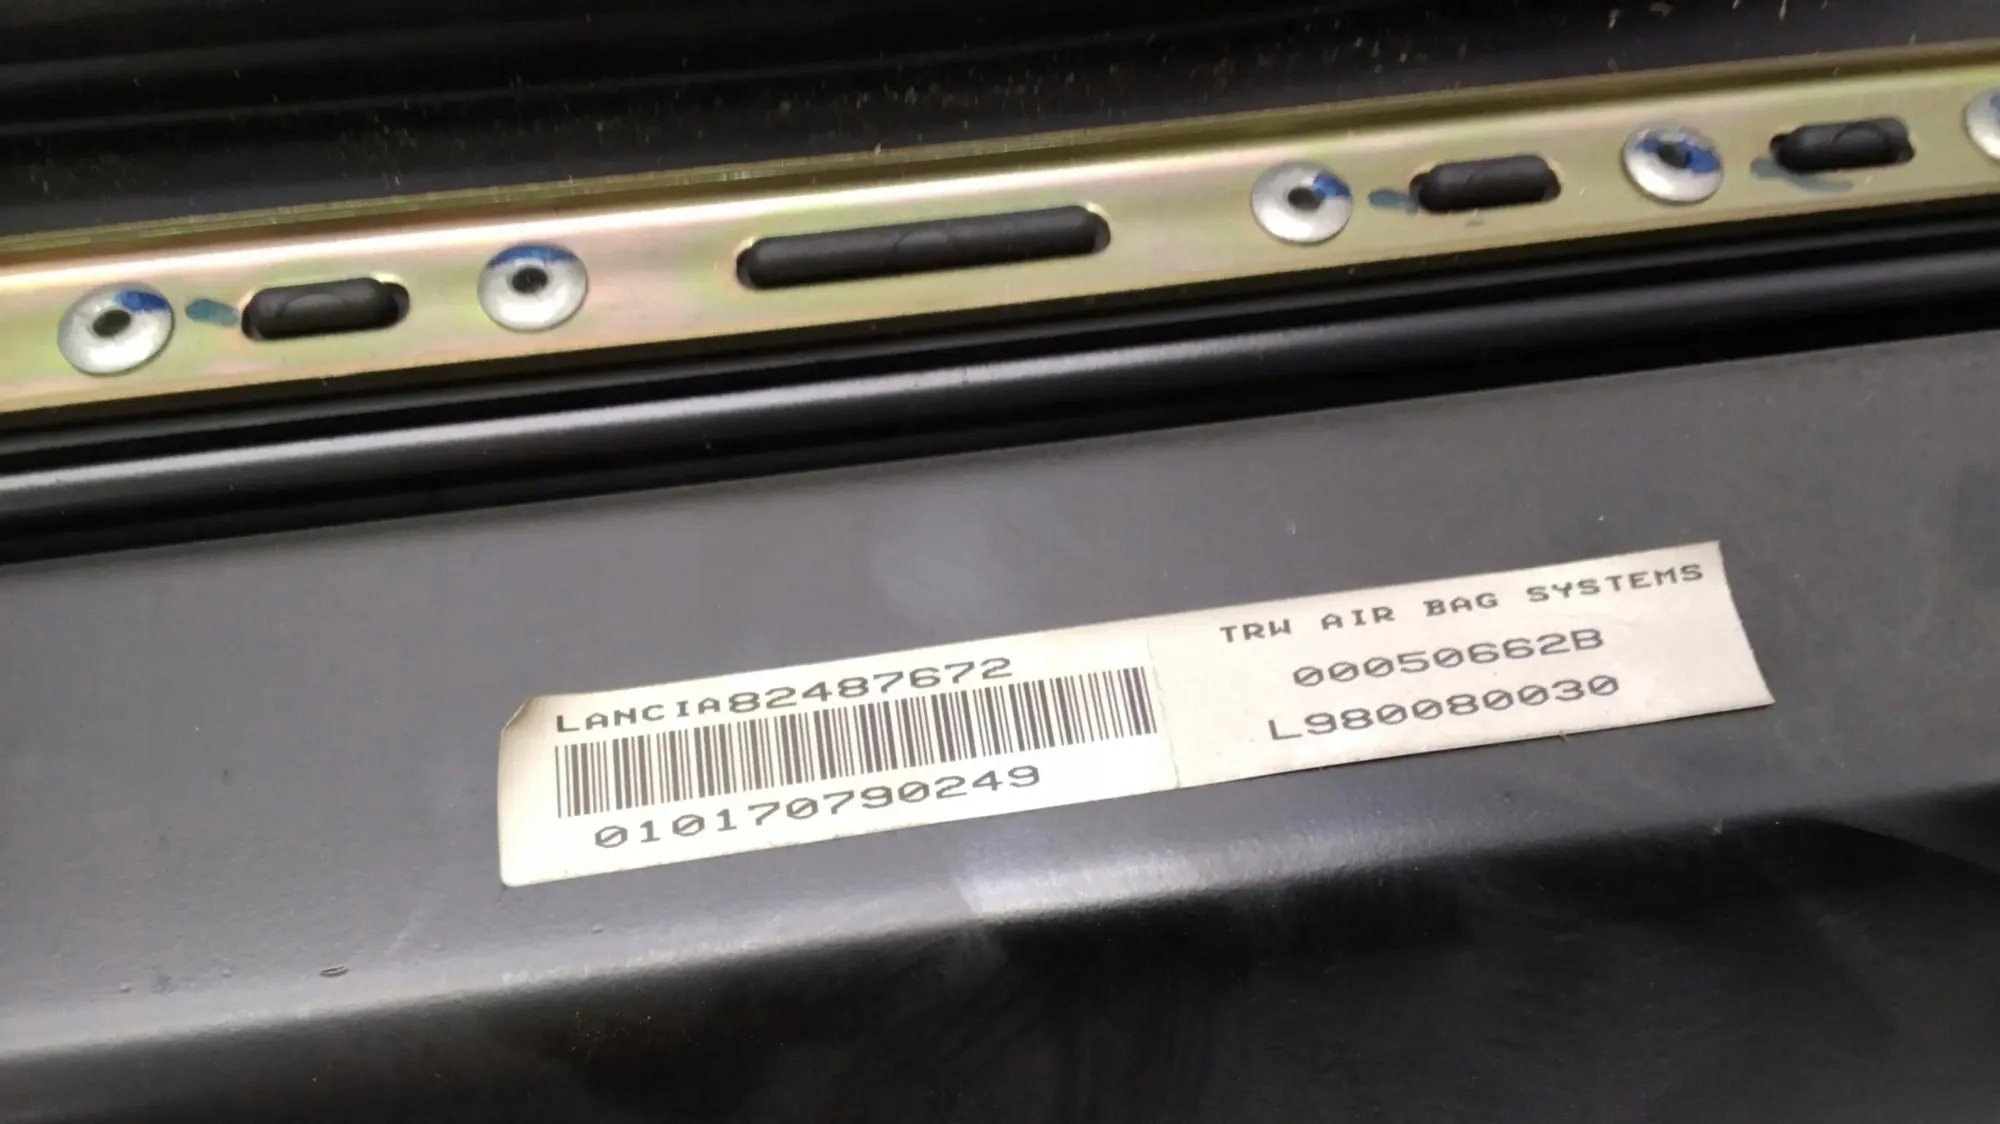 LANCIA82487672
010170790249
TRW AIR BAG SYSTEMS
00050662B
L980080030